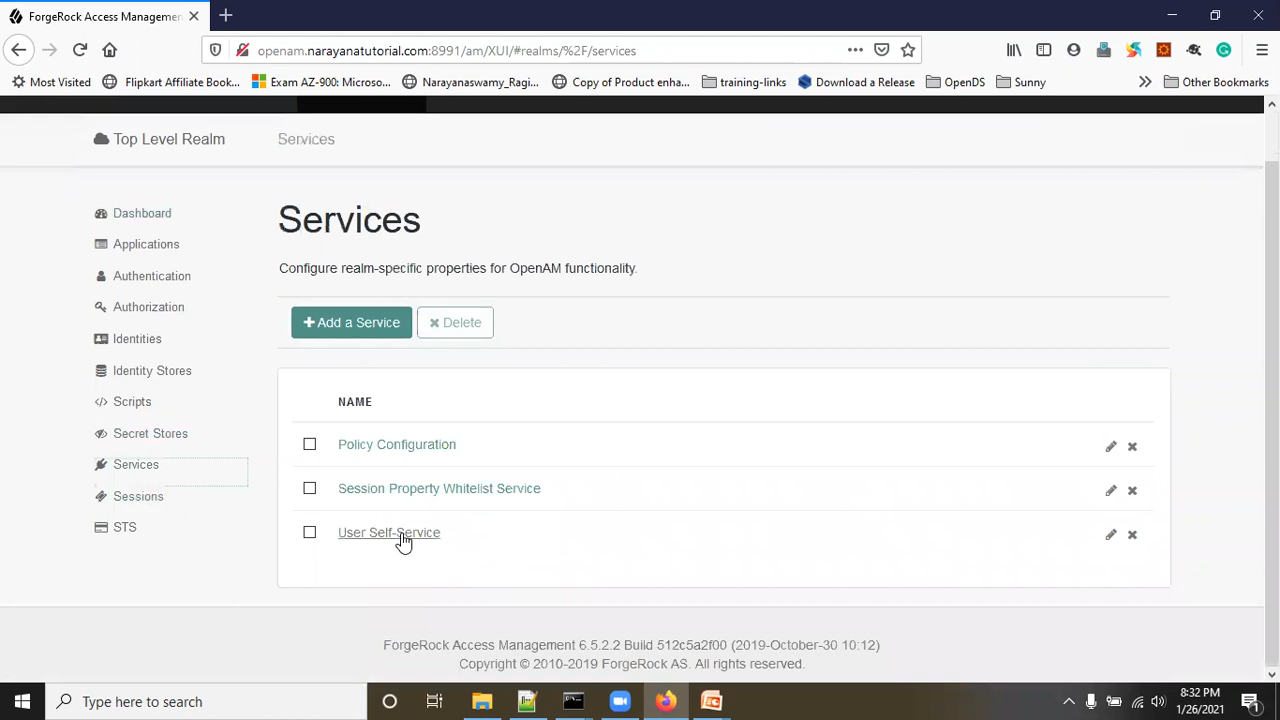 ForgeRock Access Management
openam.narayanatutorial.com:8991/am/XUI/#realms/%2F/services
Most Visited
Flipkart Affiliate Book...
Exam AZ-900: Microso...
Narayanaswamy_Ragi...
Copy of Product enha...
training-links
Download a Release
OpenDS
Sunny
Other Bookmarks
Top Level Realm
Services
Dashboard
Applications
Authentication
Authorization
Identities
Identity Stores
Scripts
Secret Stores
Services
Sessions
STS
Services
Configure realm-specific properties for OpenAM functionality.
Add a Service
Delete
NAME
Policy Configuration
Session Property Whitelist Service
User Self-Service
ForgeRock Access Management 6.5.2.2 Build 512c5a2f00 (2019-October-30 10:12)
Copyright © 2010-2019 ForgeRock AS. All rights reserved.
Type here to search
8:32 PM
1/26/2021
1